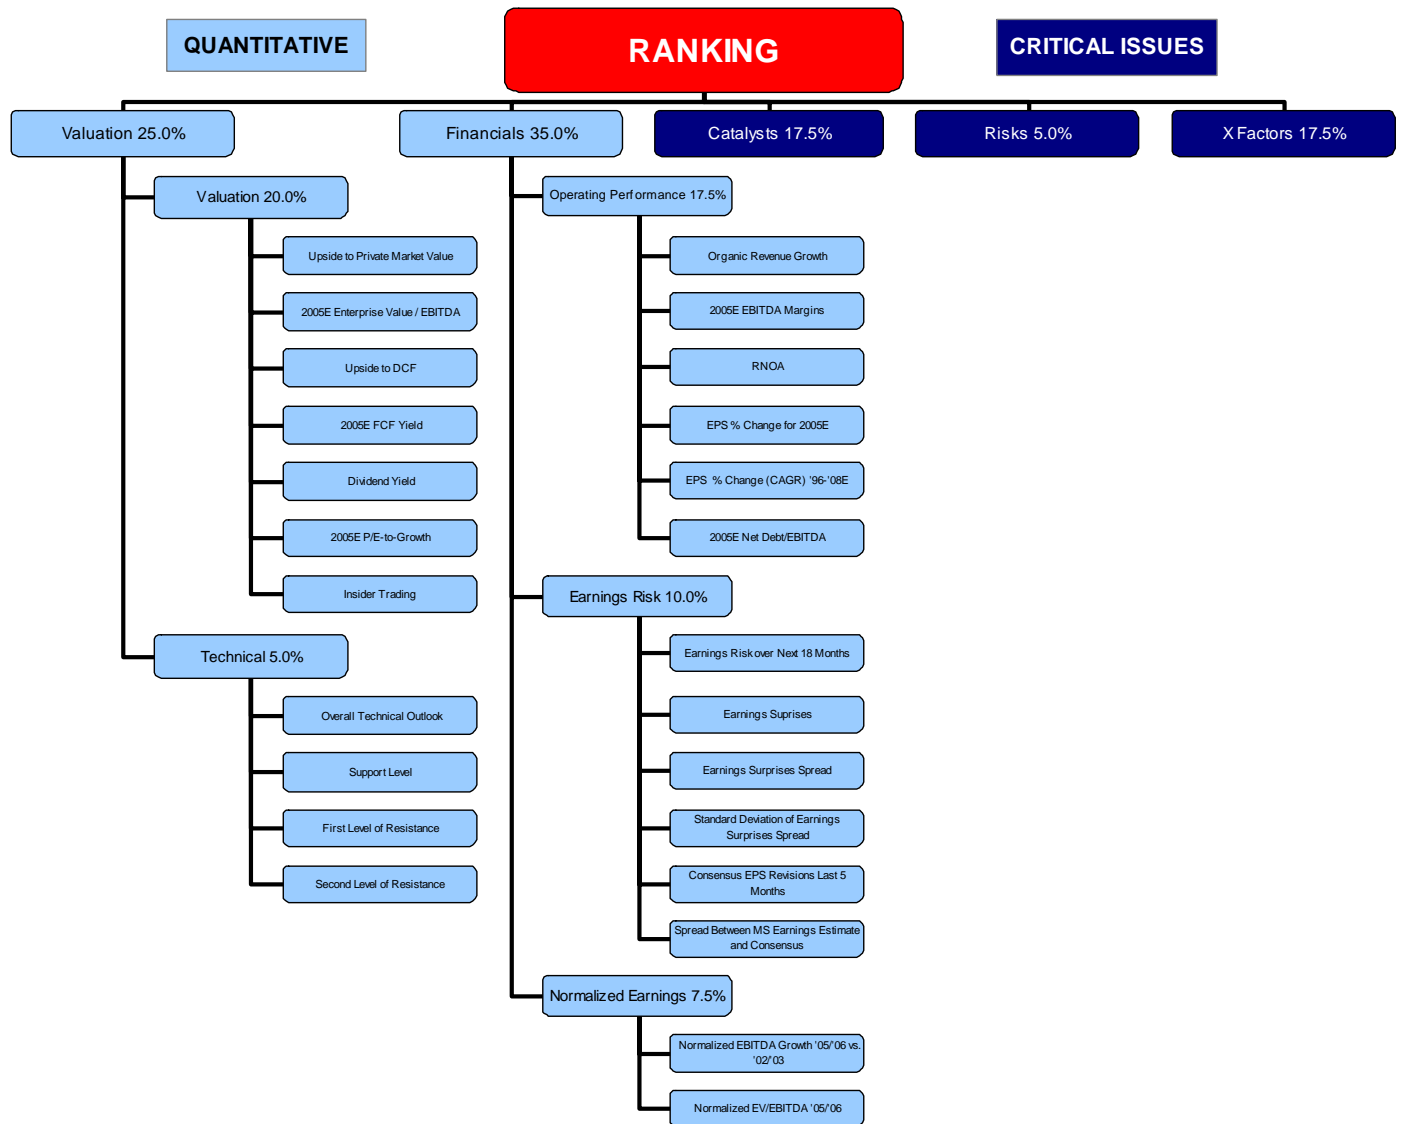 QUANTITATIVE
RANKING
CRITICAL ISSUES
Valuation 25.0%
Financials 35.0%
Catalysts 17.5%
Risks 5.0%
X Factors 17.5%
Valuation 20.0%
Upside to Private Market Value
2005E Enterprise Value / EBITDA
Upside to DCF
2005E FCF Yield
Dividend Yield
2005E P/E-to-Growth
Insider Trading
Technical 5.0%
Overall Technical Outlook
Support Level
First Level of Resistance
Second Level of Resistance
Operating Performance 17.5%
Organic Revenue Growth
2005E EBITDA Margins
RNOA
EPS % Change for 2005E
EPS % Change (CAGR) '96-'08E
2005E Net Debt/EBITDA
Earnings Risk 10.0%
Earnings Risk over Next 18 Months
Earnings Suprises
Earnings Surprises Spread
Standard Deviation of Earnings
Surprises Spread
Consensus EPS Revisions Last 5
Months
Spread Between MS Earnings Estimate
and Consensus
Normalized Earnings 7.5%
Normalized EBITDA Growth '05/'06 vs.
'02/'03
Normalized EV/EBITDA '05/'06